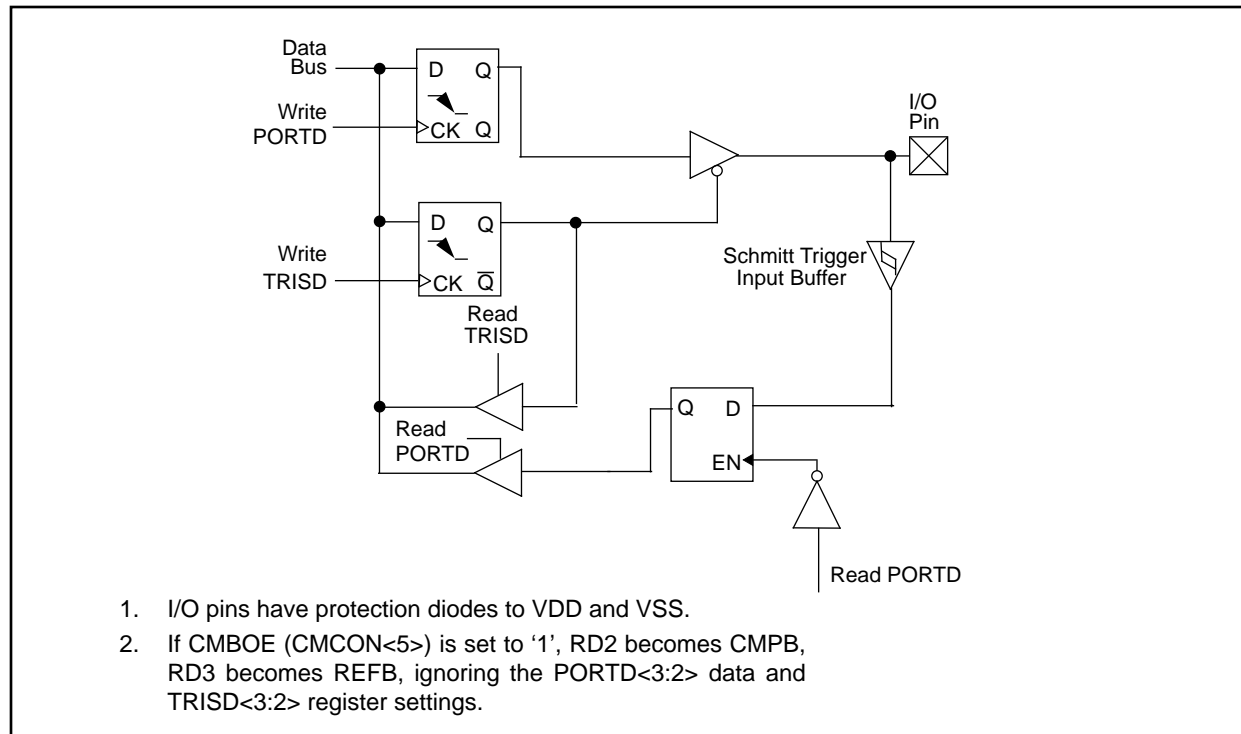 Data
Bus
D Q
Write
PORTD
CK Q
I/O
Pin
D Q
Write
TRISD
CK Q̅
Schmitt Trigger
Input Buffer
Read
TRISD
Q D
Read
PORTD
EN
Read PORTD
1. I/O pins have protection diodes to VDD and VSS.
2. If CMBOE (CMCON<5>) is set to ‘1’, RD2 becomes CMPB,
RD3 becomes REFB, ignoring the PORTD<3:2> data and
TRISD<3:2> register settings.